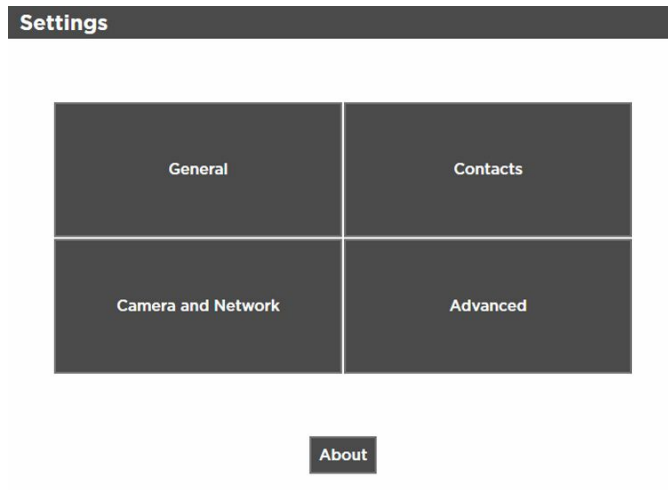 Settings
General
Contacts
Camera and Network
Advanced
About